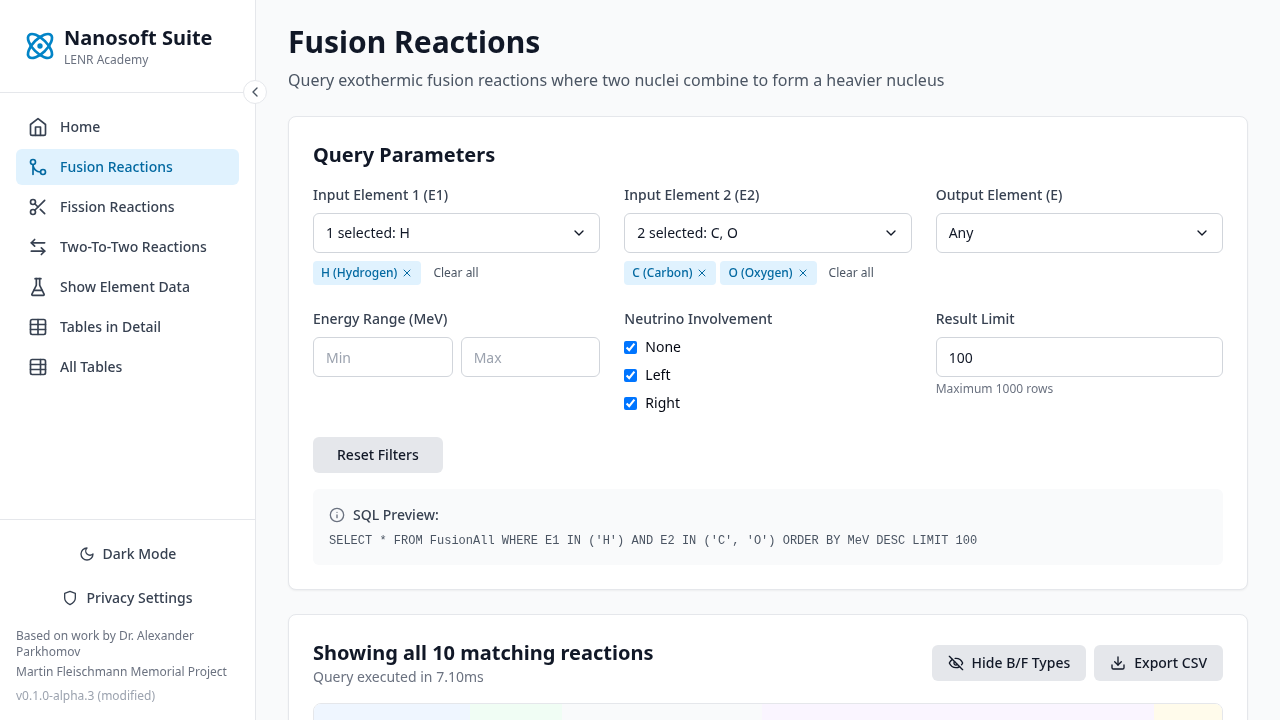 Nanosoft Suite
LENR Academy
Home
Fusion Reactions
Fission Reactions
Two-To-Two Reactions
Show Element Data
Tables in Detail
All Tables
Dark Mode
Privacy Settings
Based on work by Dr. Alexander
Parkhomov
Martin Fleischmann Memorial Project
v0.1.0-alpha.3 (modified)
Fusion Reactions
Query exothermic fusion reactions where two nuclei combine to form a heavier nucleus
Query Parameters
Input Element 1 (E1)
1 selected: H
H (Hydrogen)
Clear all
Input Element 2 (E2)
2 selected: C, O
C (Carbon)
O (Oxygen)
Clear all
Output Element (E)
Any
Energy Range (MeV)
Min
Max
Neutrino Involvement
None
Left
Right
Result Limit
100
Maximum 1000 rows
Reset Filters
SQL Preview:
SELECT * FROM FusionAll WHERE E1 IN ('H') AND E2 IN ('C', 'O') ORDER BY MeV DESC LIMIT 100
Showing all 10 matching reactions
Query executed in 7.10ms
Hide B/F Types
Export CSV